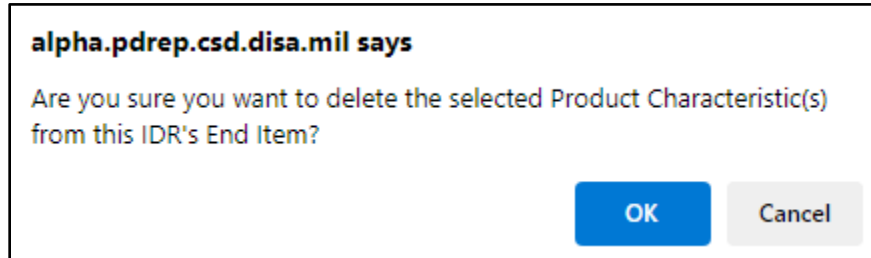 alpha.pdrep.csd.disa.mil says
Are you sure you want to delete the selected Product Characteristic(s)
from this IDR's End Item?
OK Cancel